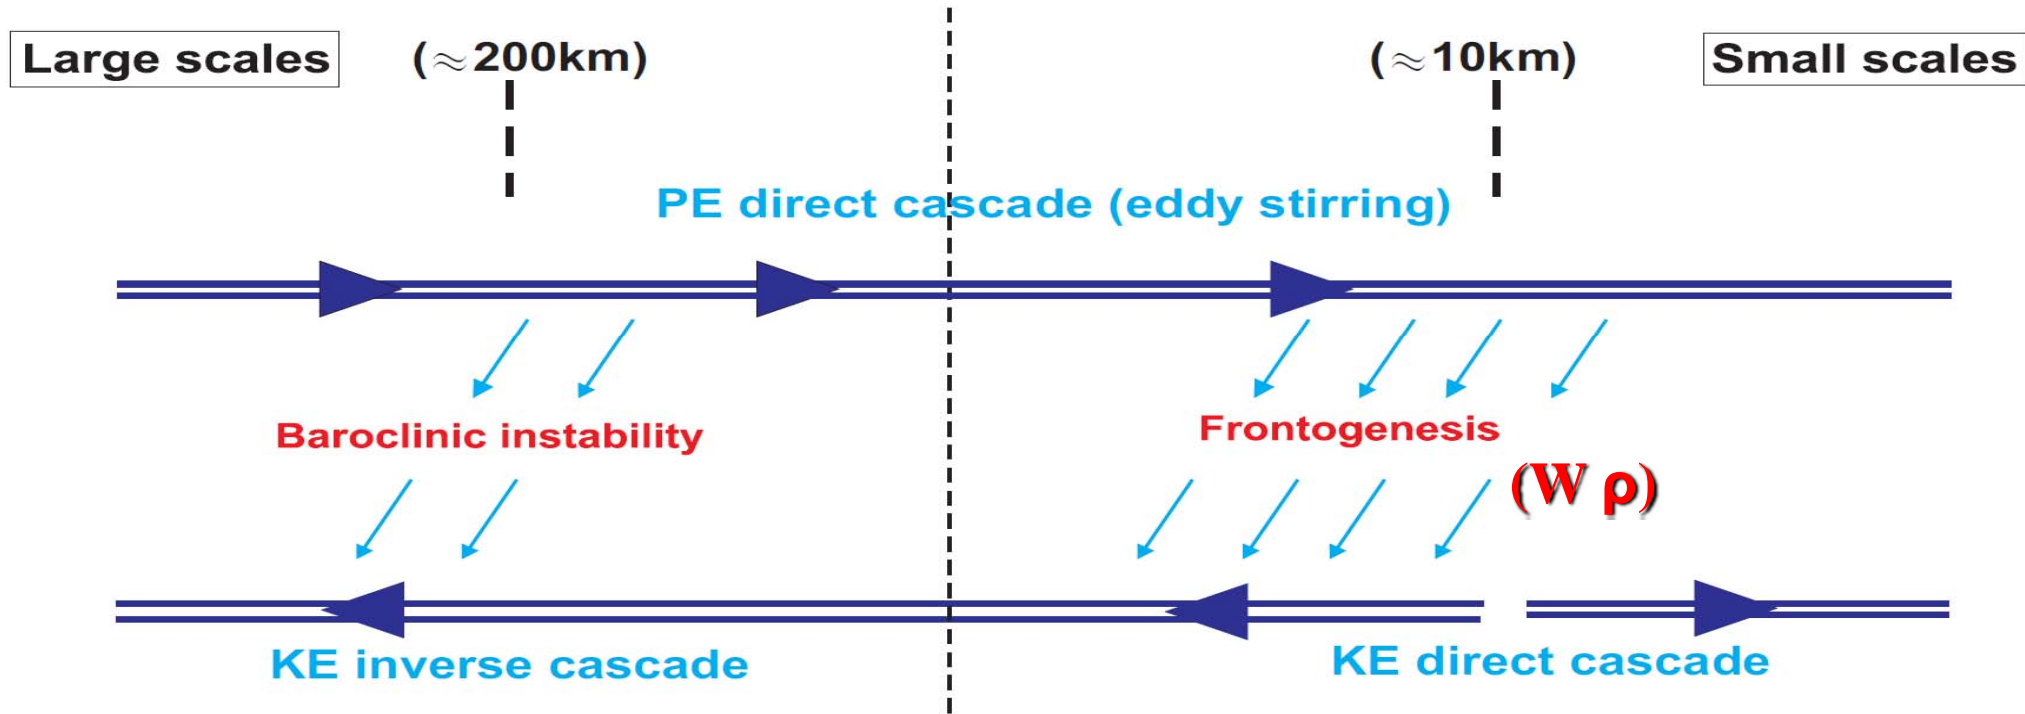 Large scales
(≈200km)
(≈10km)
Small scales
PE direct cascade (eddy stirring)
Baroclinic instability
Frontogenesis
(W ρ)
KE inverse cascade
KE direct cascade